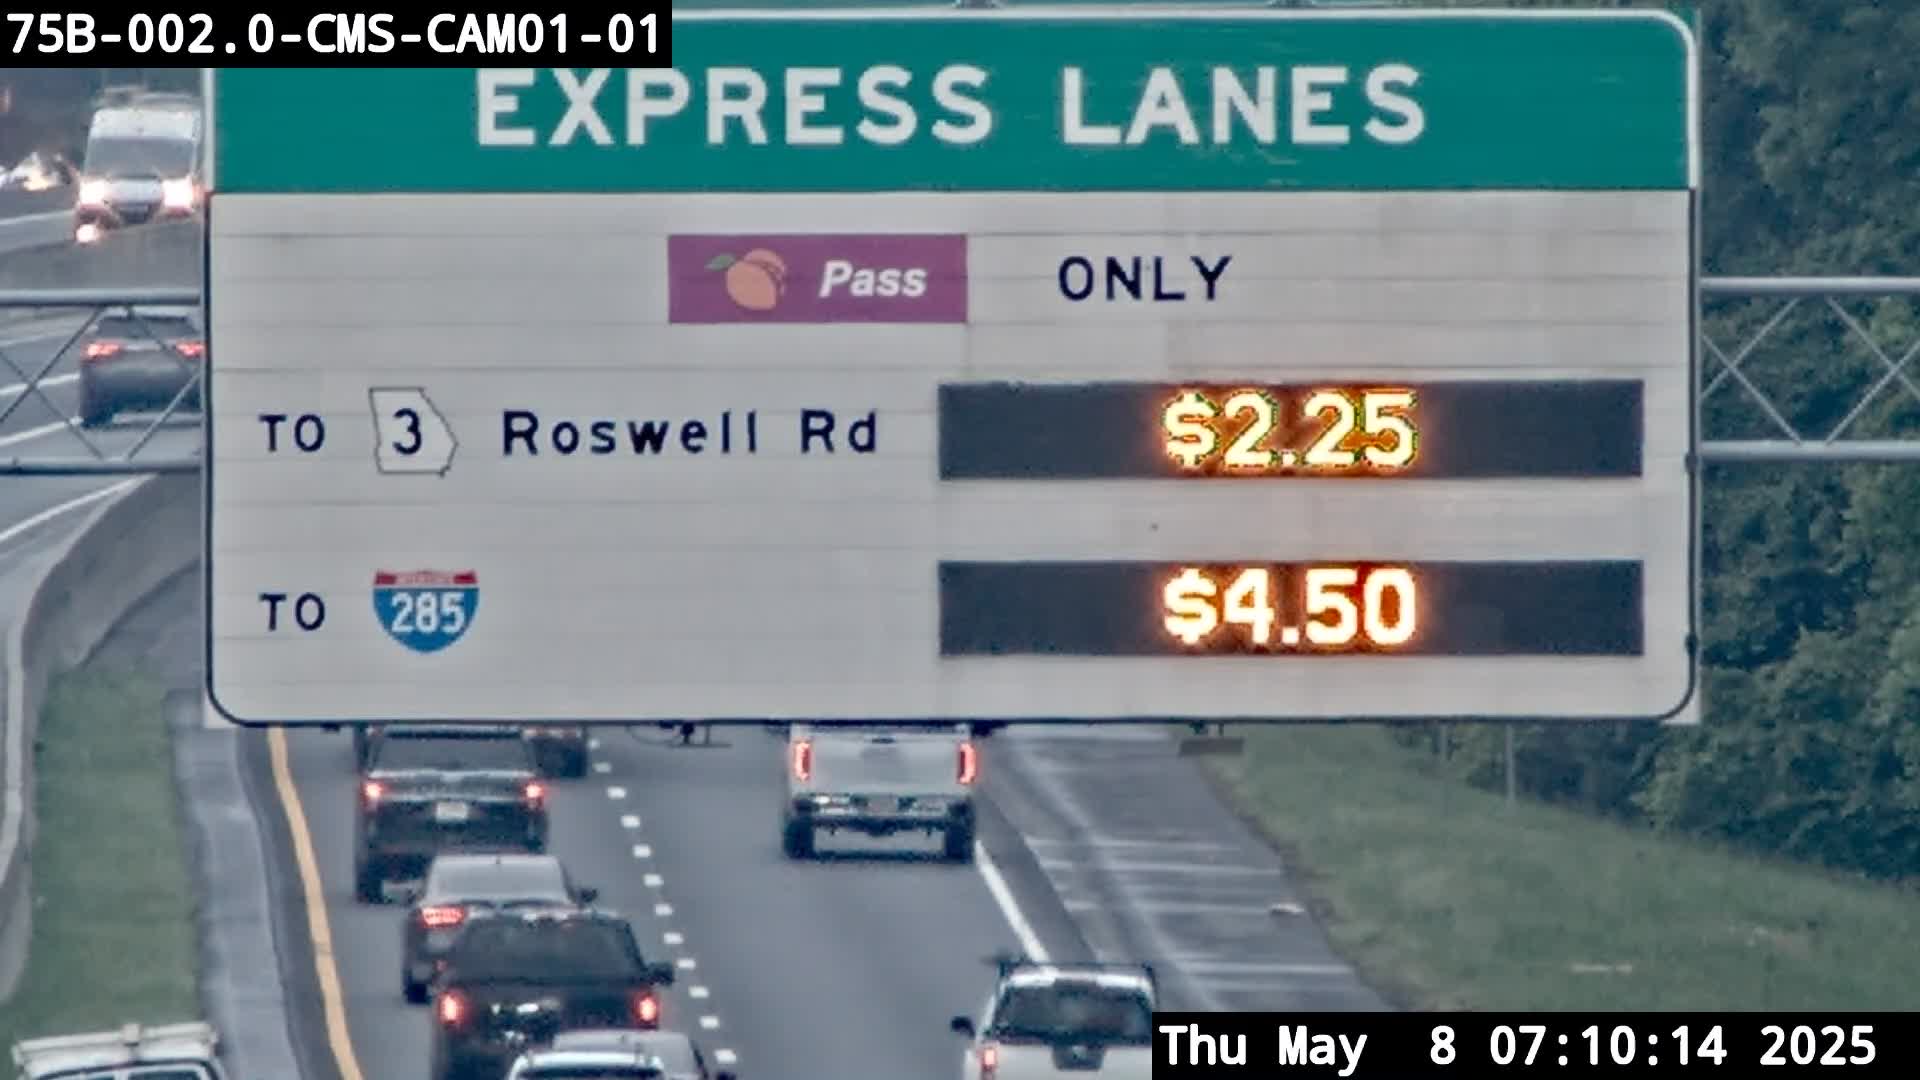 75B-002.0-CMS-CAM01-01
EXPRESS LANES
Pass ONLY
TO 3 Roswell Rd $2.25
TO 285 $4.50
Thu May 8 07:10:14 2025